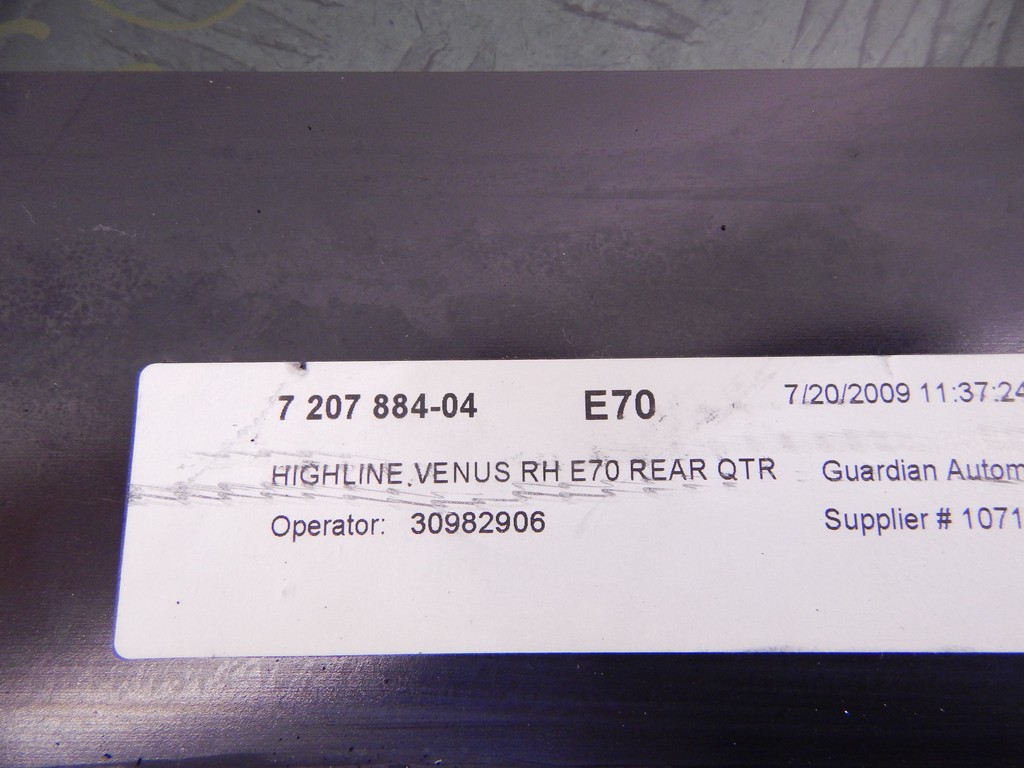 7 207 884-04 E70 7/20/2009 11:37:24
HIGHLINE,VENUS RH E70 REAR QTR Guardian Autom
Operator: 30982906 Supplier # 1071